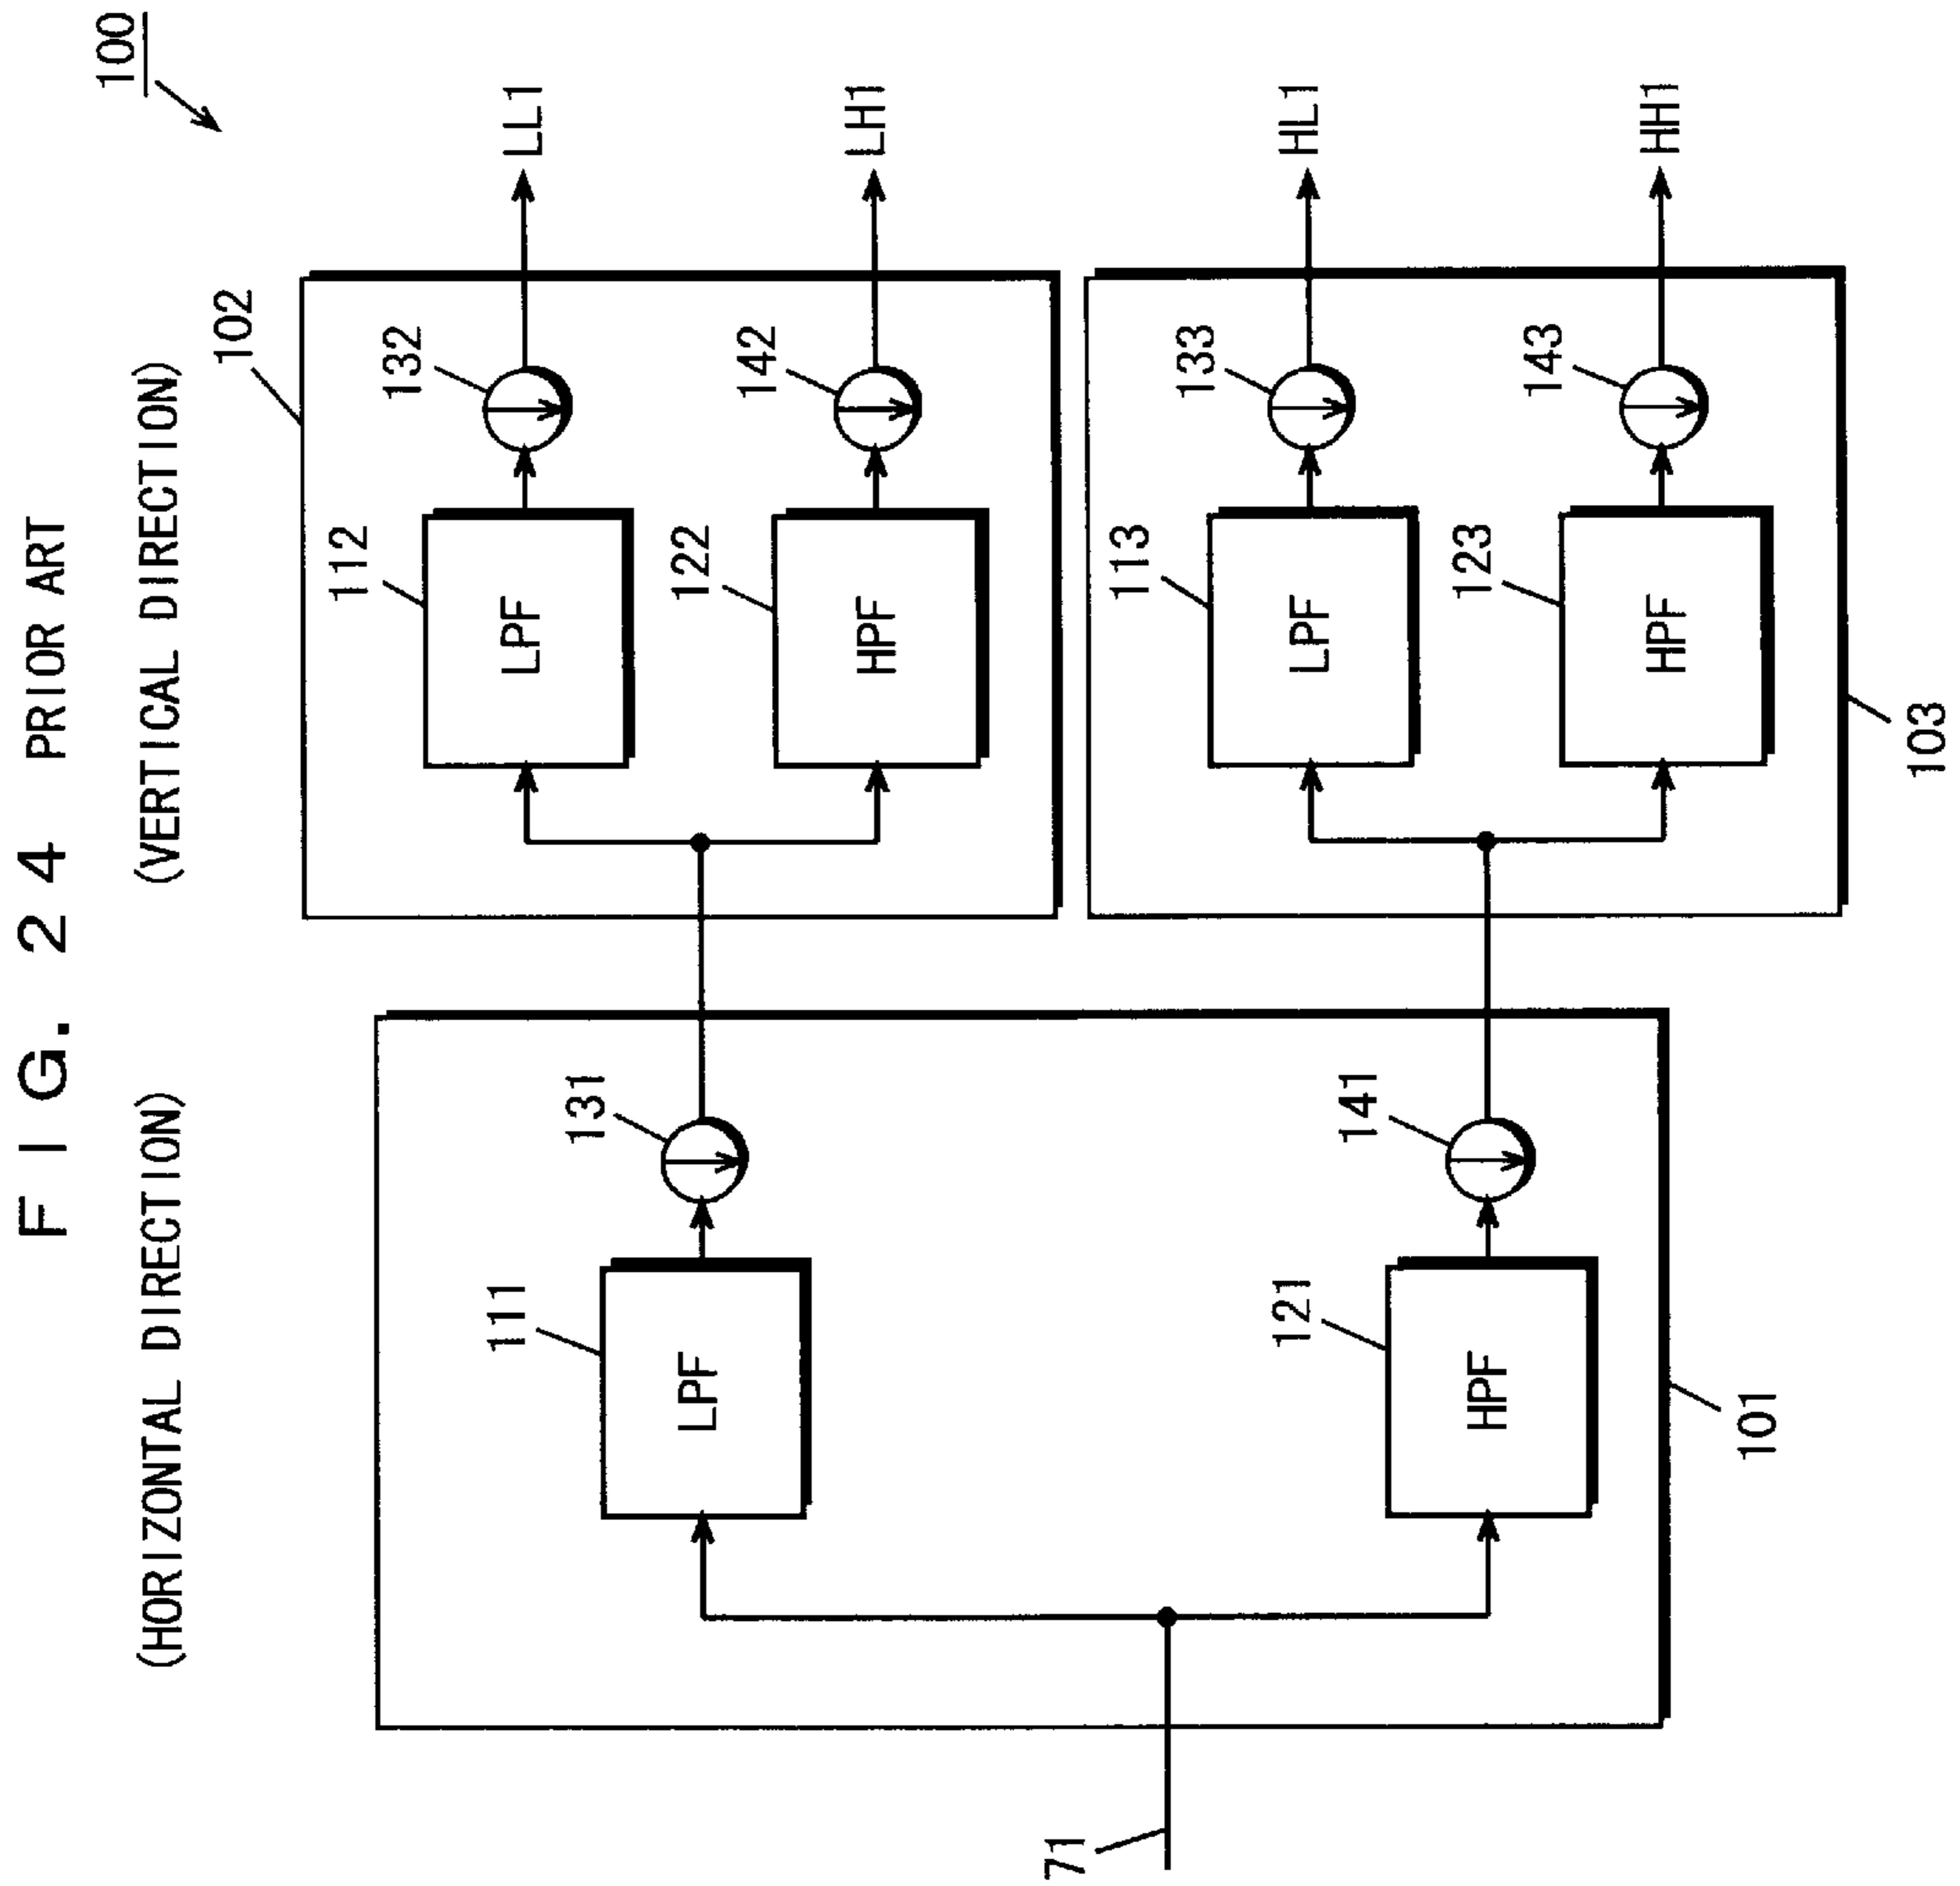 F I G. 2 4 PRIOR ART
(HORIZONTAL DIRECTION) (VERTICAL DIRECTION)
100
102
112
132
LL1
LPF
111
131
LPF
122
142
LH1
HPF
71
113
133
HL1
LPF
121
141
HPF
123
143
HH1
HPF
101
103